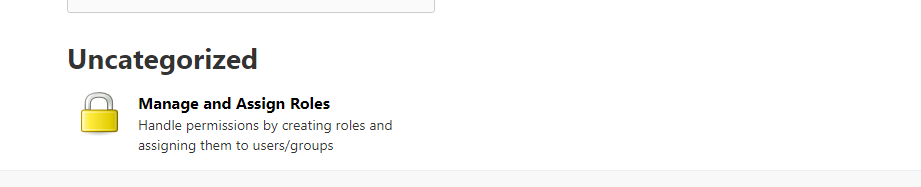 Uncategorized
Manage and Assign Roles
Handle permissions by creating roles and
assigning them to users/groups